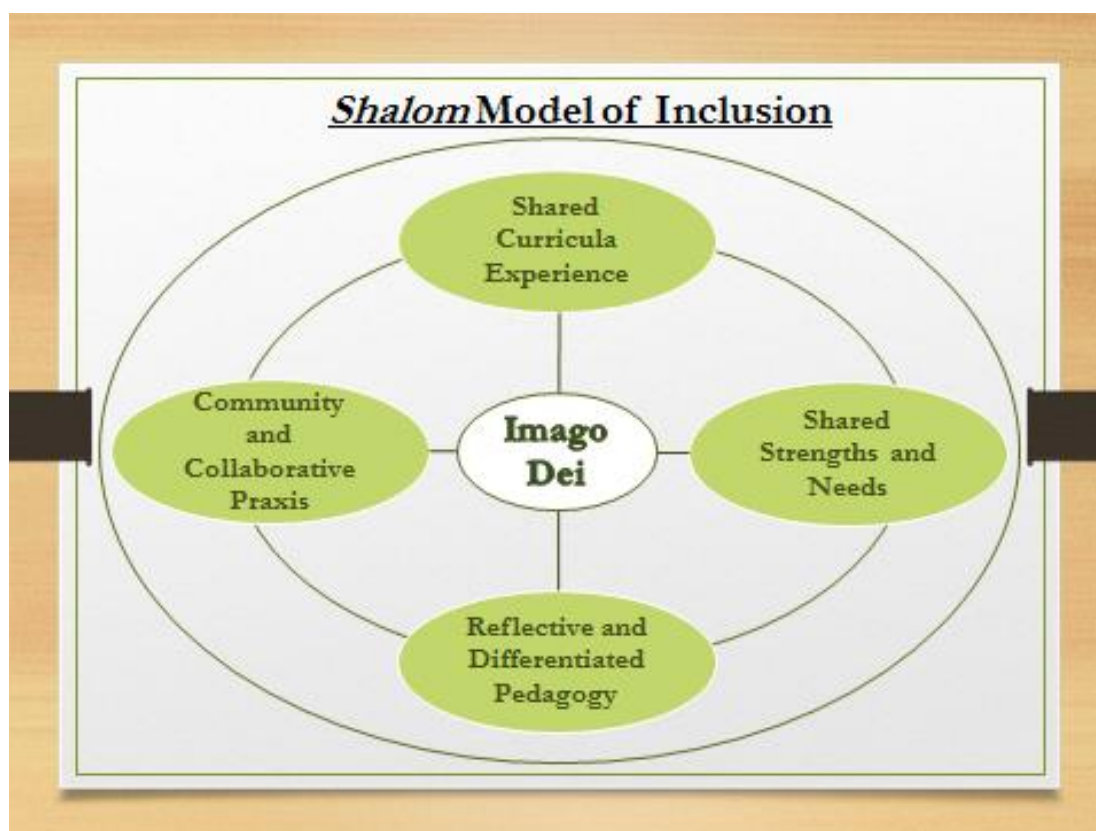 Shalom Model of Inclusion
Shared
Curricula
Experience
Community
and
Collaborative
Praxis
Imago
Dei
Shared
Strengths and
Needs
Reflective and
Differentiated
Pedagogy